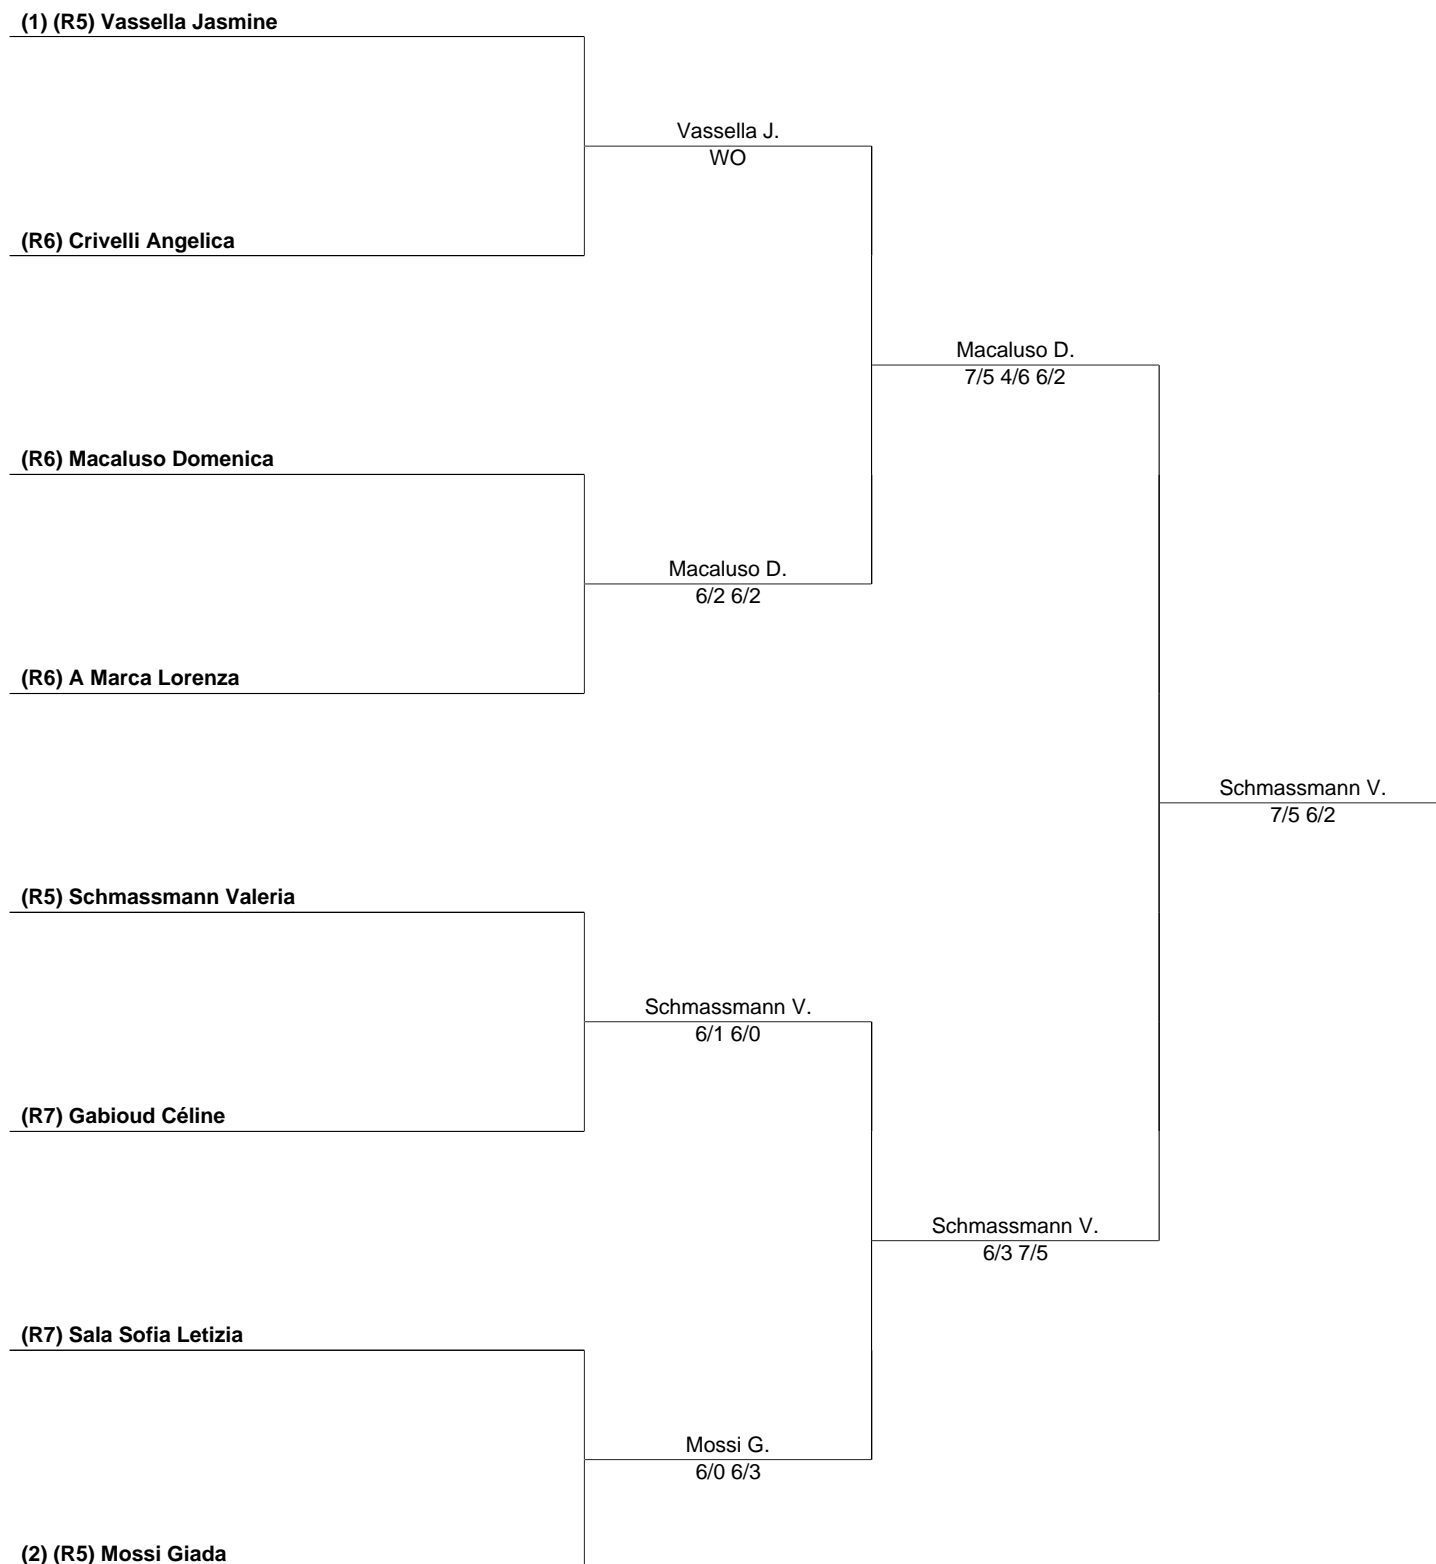 (1) (R5) Vassella Jasmine
Vassella J.
WO
(R6) Crivelli Angelica
Macaluso D.
7/5 4/6 6/2
(R6) Macaluso Domenica
Macaluso D.
6/2 6/2
(R6) A Marca Lorenza
Schmassmann V.
7/5 6/2
(R5) Schmassmann Valeria
Schmassmann V.
6/1 6/0
(R7) Gabioud Céline
Schmassmann V.
6/3 7/5
(R7) Sala Sofia Letizia
Mossi G.
6/0 6/3
(2) (R5) Mossi Giada